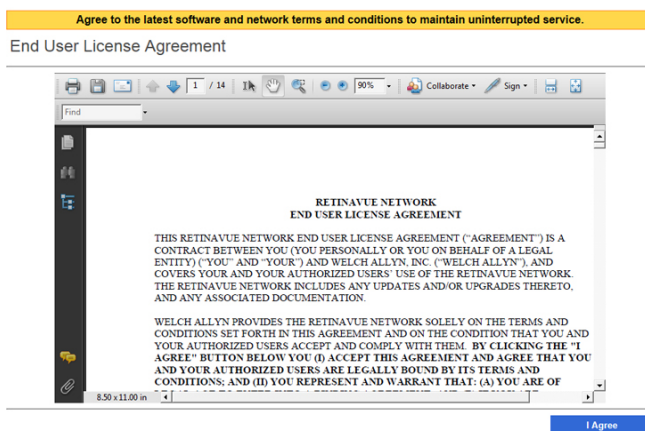 Agree to the latest software and network terms and conditions to maintain uninterrupted service.
End User License Agreement
1 / 14 90% Collaborate Sign
Find
RETINAVUE NETWORK
END USER LICENSE AGREEMENT
THIS RETINAVUE NETWORK END USER LICENSE AGREEMENT (“AGREEMENT”) IS A
CONTRACT BETWEEN YOU (YOU PERSONALLY OR YOU ON BEHALF OF A LEGAL
ENTITY) (“YOU” AND “YOUR”) AND WELCH ALLYN, INC. (“WELCH ALLYN”), AND
COVERS YOUR AND YOUR AUTHORIZED USERS’ USE OF THE RETINAVUE NETWORK.
THE RETINAVUE NETWORK INCLUDES ANY UPDATES AND/OR UPGRADES THERETO,
AND ANY ASSOCIATED DOCUMENTATION.
WELCH ALLYN PROVIDES THE RETINAVUE NETWORK SOLELY ON THE TERMS AND
CONDITIONS SET FORTH IN THIS AGREEMENT AND ON THE CONDITION THAT YOU AND
YOUR AUTHORIZED USERS ACCEPT AND COMPLY WITH THEM. BY CLICKING THE "I
AGREE" BUTTON BELOW YOU (I) ACCEPT THIS AGREEMENT AND AGREE THAT YOU
AND YOUR AUTHORIZED USERS ARE LEGALLY BOUND BY ITS TERMS AND
CONDITIONS; AND (II) YOU REPRESENT AND WARRANT THAT: (A) YOU ARE OF
8.50 x 11.00 in
I Agree